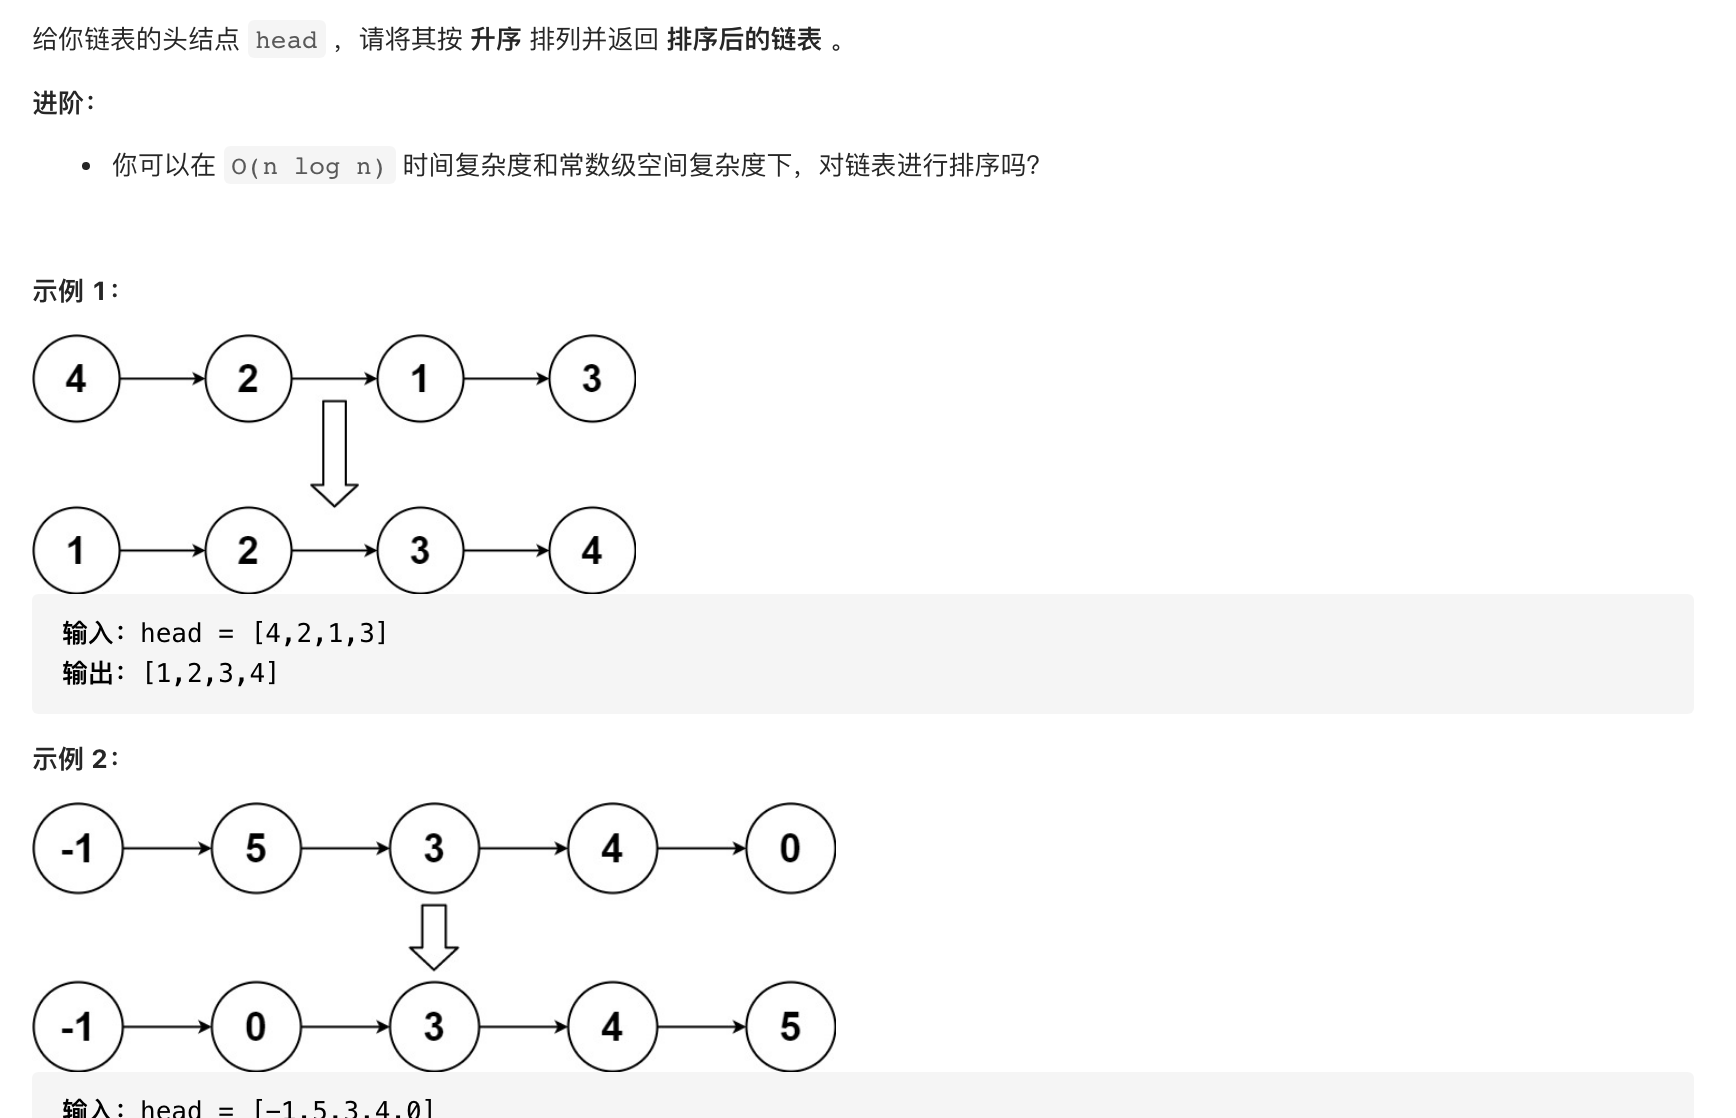 给你链表的头结点 head ，请将其按 升序 排列并返回 排序后的链表 。
进阶：
• 你可以在 O(n log n) 时间复杂度和常数级空间复杂度下，对链表进行排序吗？
示例 1：
4 2 1 3
1 2 3 4
输入：head = [4,2,1,3]
输出：[1,2,3,4]
示例 2：
-1 5 3 4 0
-1 0 3 4 5
输入：head = [-1,5,3,4,0]